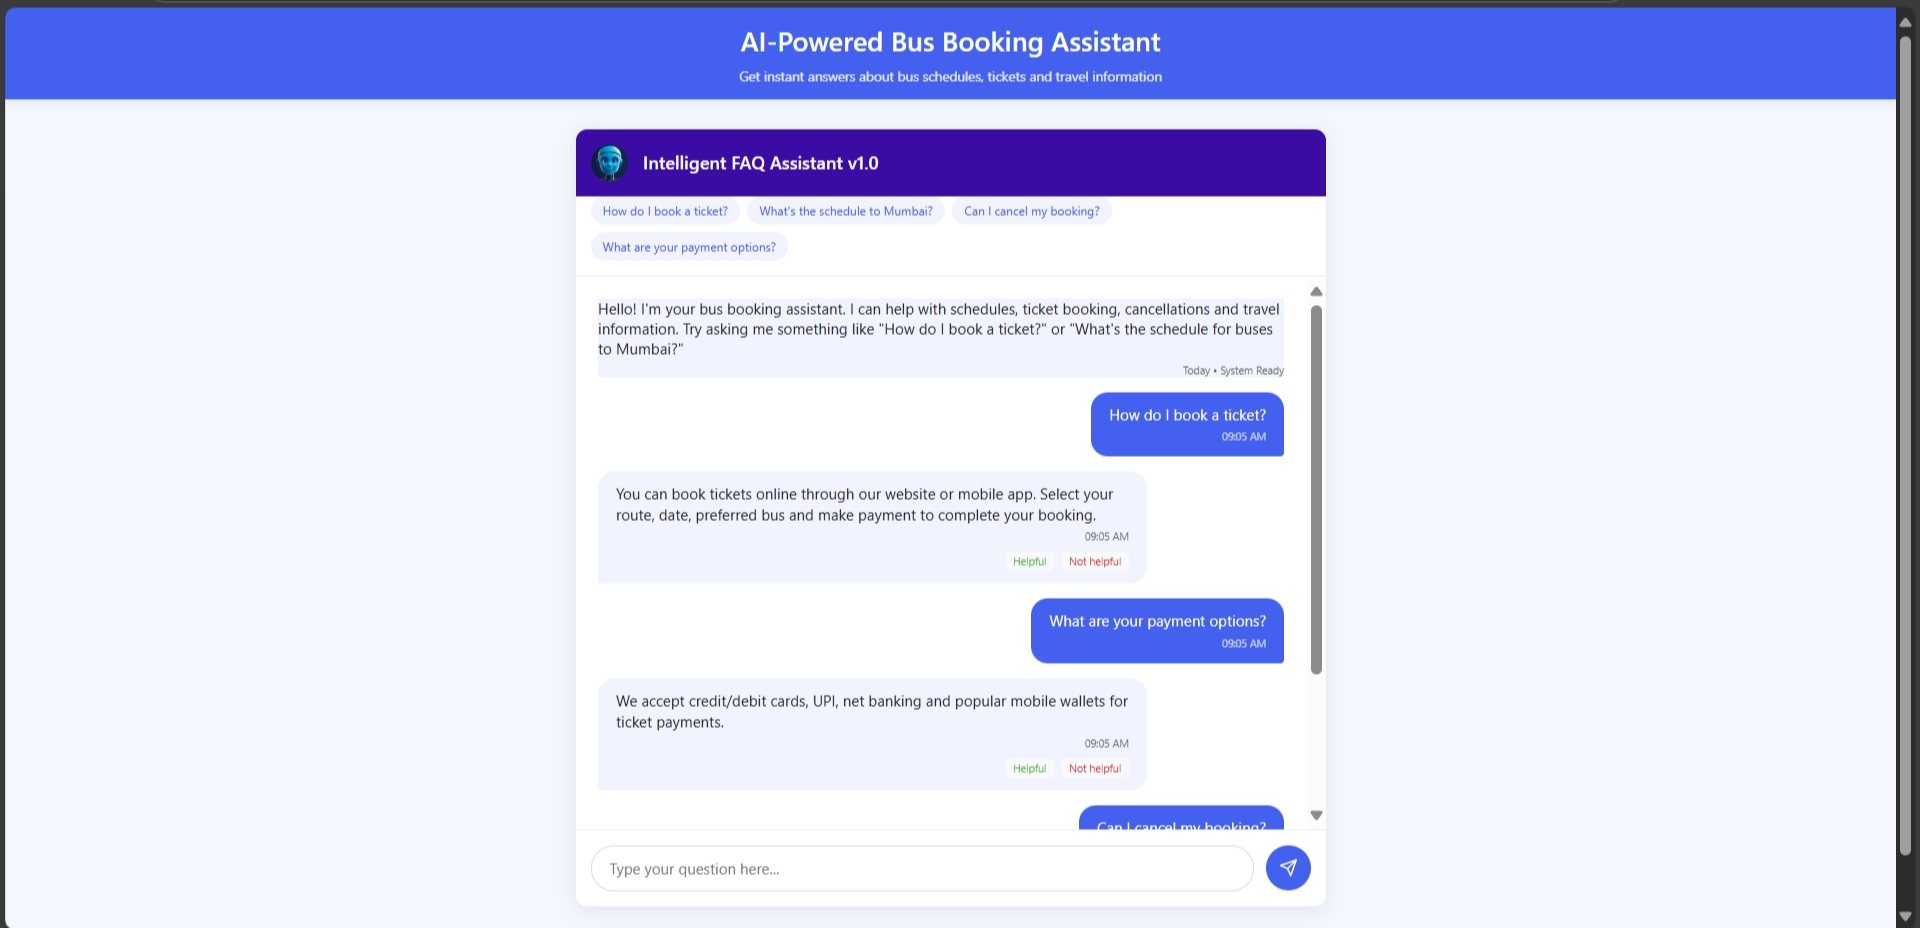 AI-Powered Bus Booking Assistant
Get instant answers about bus schedules, tickets and travel information
Intelligent FAQ Assistant v1.0
How do I book a ticket?
What's the schedule to Mumbai?
Can I cancel my booking?
What are your payment options?
Hello! I'm your bus booking assistant. I can help with schedules, ticket booking, cancellations and travel
information. Try asking me something like "How do I book a ticket?" or "What's the schedule for buses
to Mumbai?"
Today • System Ready
How do I book a ticket?
09:05 AM
You can book tickets online through our website or mobile app. Select your
route, date, preferred bus and make payment to complete your booking.
09:05 AM
Helpful
Not helpful
What are your payment options?
09:05 AM
We accept credit/debit cards, UPI, net banking and popular mobile wallets for
ticket payments.
09:05 AM
Helpful
Not helpful
Can I cancel my booking?
Type your question here...